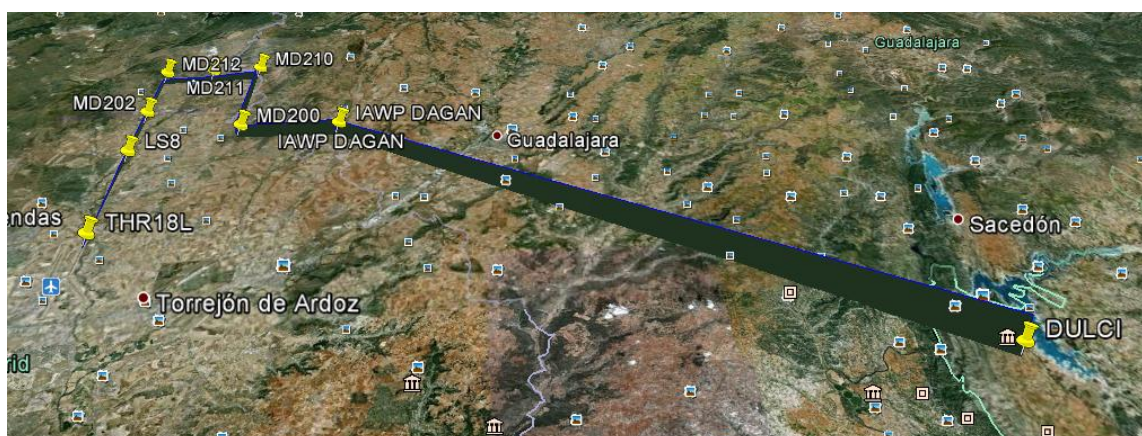 Guadalajara
MD212
MD210
MD211
MD202
MD200
IAWP DAGAN
IAWP DAGAN
LS8
Guadalajara
endas
THR18L
Sacedón
Torrejón de Ardoz
DULCI
rid